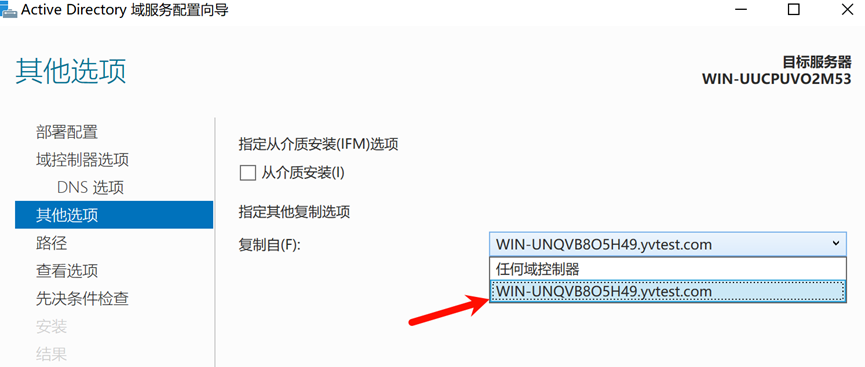 Active Directory 域服务配置向导
其他选项
目标服务器
WIN-UUCPUVO2M53
部署配置
域控制器选项
DNS 选项
其他选项
路径
查看选项
先决条件检查
安装
结果
指定从介质安装(IFM)选项
从介质安装(I)
指定其他复制选项
复制自(F):
WIN-UNQVB8O5H49.yvtest.com
任何域控制器
WIN-UNQVB8O5H49.yvtest.com